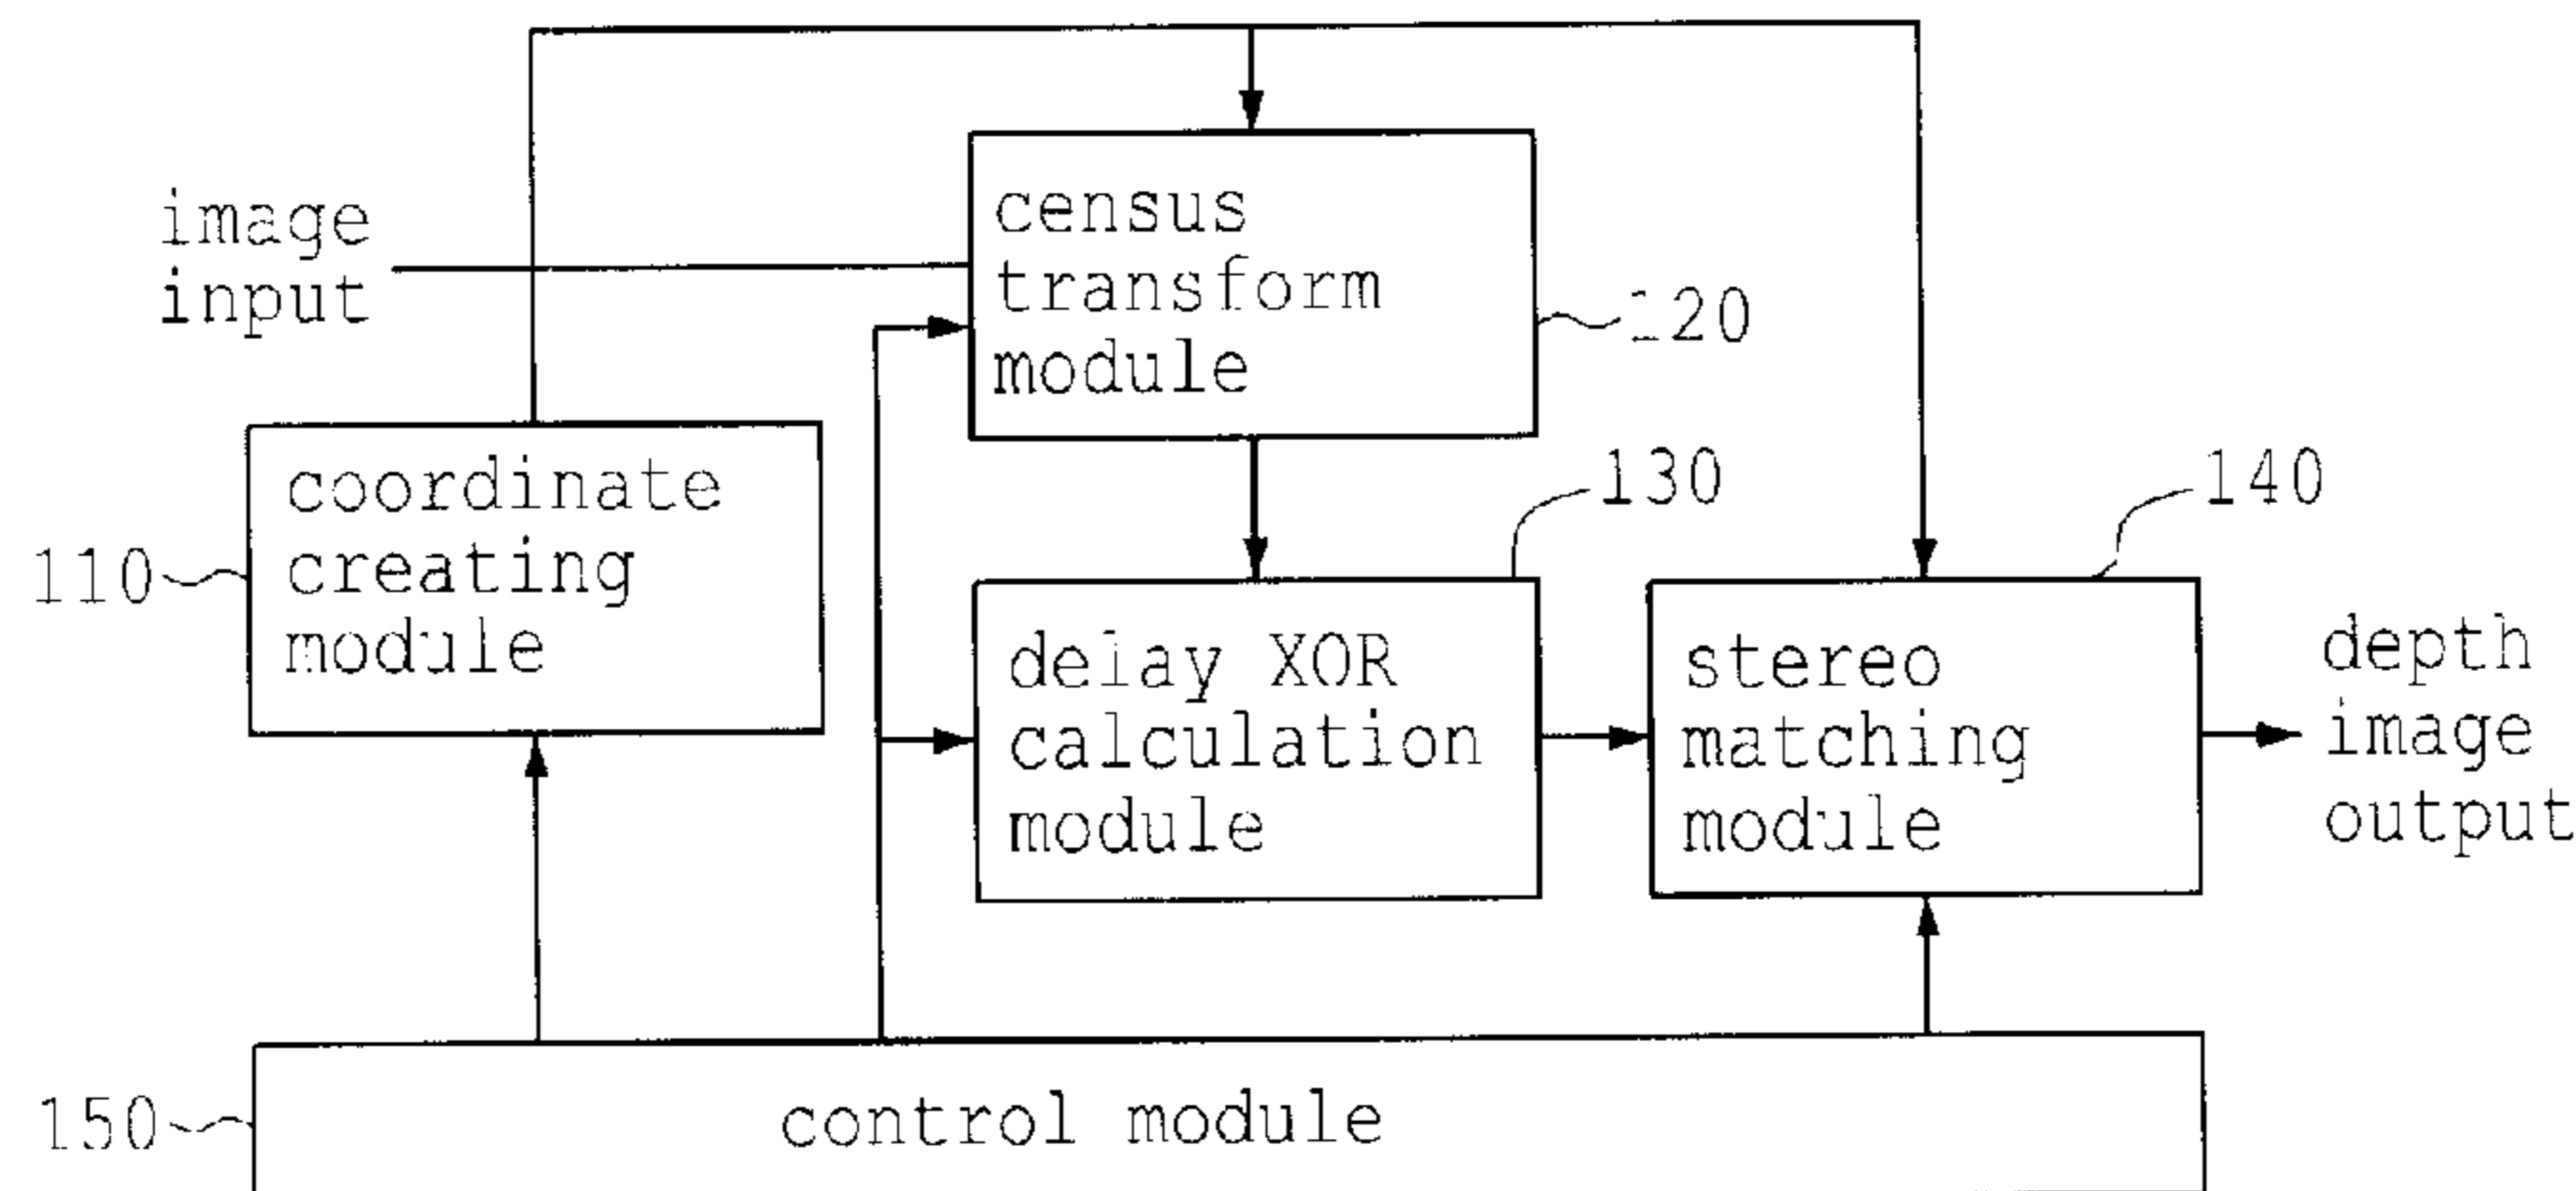 image
input
census
transform
module
120
coordinate
creating
module
110
130
140
delay XOR
calculation
module
stereo
matching
module
depth
image
output
150
control module